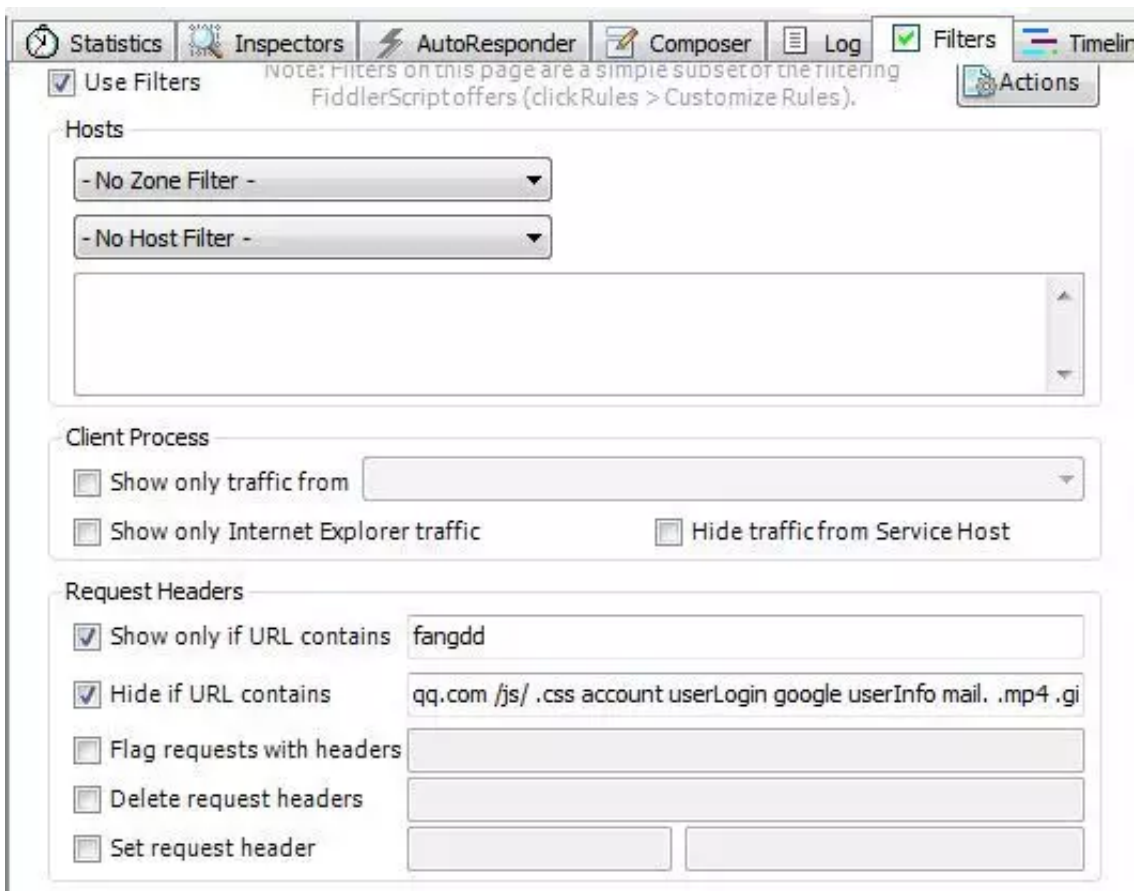 Statistics Inspectors AutoResponder Composer Log Filters Timelin
Use Filters
Note: Filters on this page are a simple subset of the filtering
FiddlerScript offers (click Rules > Customize Rules).
Actions
Hosts
- No Zone Filter -
- No Host Filter -
Client Process
Show only traffic from
Show only Internet Explorer traffic Hide traffic from Service Host
Request Headers
Show only if URL contains fangdd
Hide if URL contains qq.com /js/ .css account userLogin google userInfo mail. .mp4 .gi
Flag requests with headers
Delete request headers
Set request header